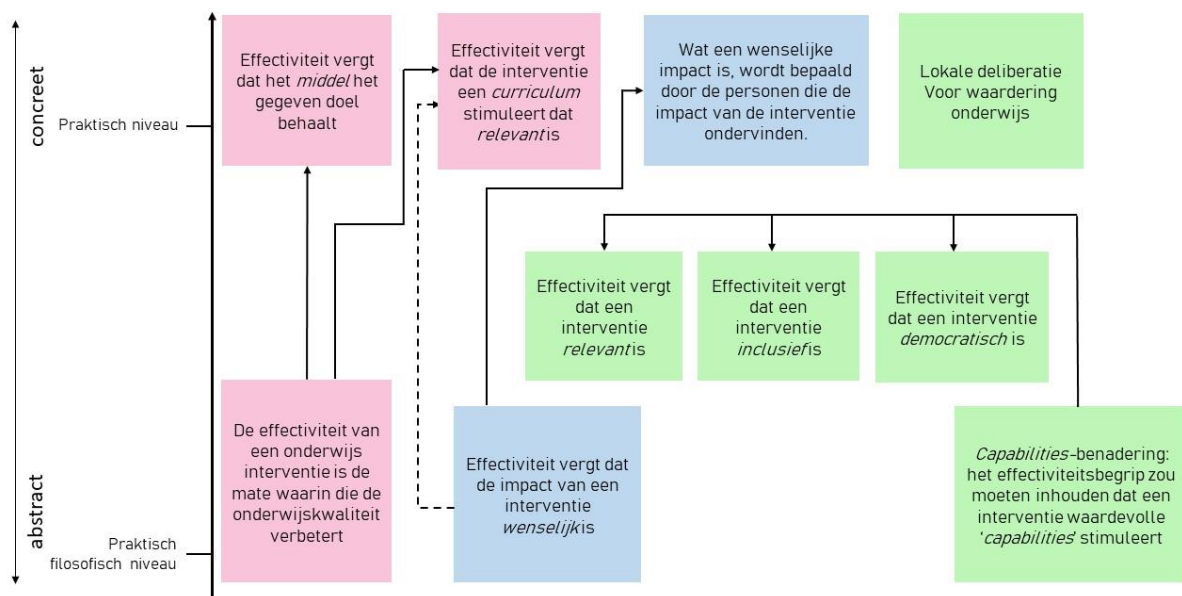 concreet
Praktisch niveau
abstract
Praktisch
filosofisch niveau
Effectiviteit vergt
dat het middel het
gegeven doel
behaalt
Effectiviteit vergt
dat de interventie
een curriculum
stimuleert dat
relevant is
Wat een wenselijke
impact is, wordt bepaald
door de personen die de
impact van de interventie
ondervinden.
Lokale deliberatie
Voor waardering
onderwijs
Effectiviteit vergt
dat een
interventie
relevant is
Effectiviteit vergt
dat een
interventie
inclusief is
Effectiviteit vergt
dat een interventie
democratisch is
De effectiviteit van
een onderwijs
interventie is de
mate waarin die de
onderwijskwaliteit
verbetert
Effectiviteit vergt dat
de impact van een
interventie
wenselijk is
Capabilities-benadering:
het effectiviteitsbegrip zou
moeten inhouden dat een
interventie waardevolle
‘capabilities’ stimuleert